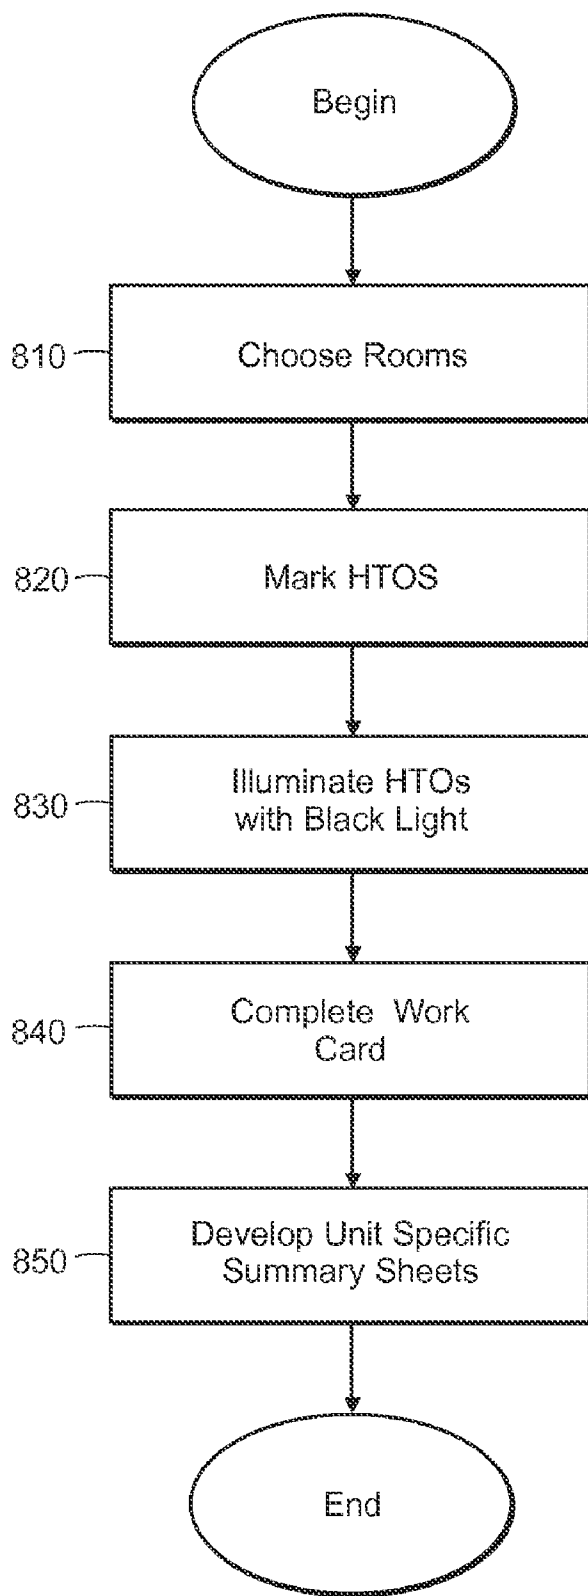 Begin
810
Choose Rooms
820
Mark HTOS
830
Illuminate HTOs
with Black Light
840
Complete Work
Card
850
Develop Unit Specific
Summary Sheets
End